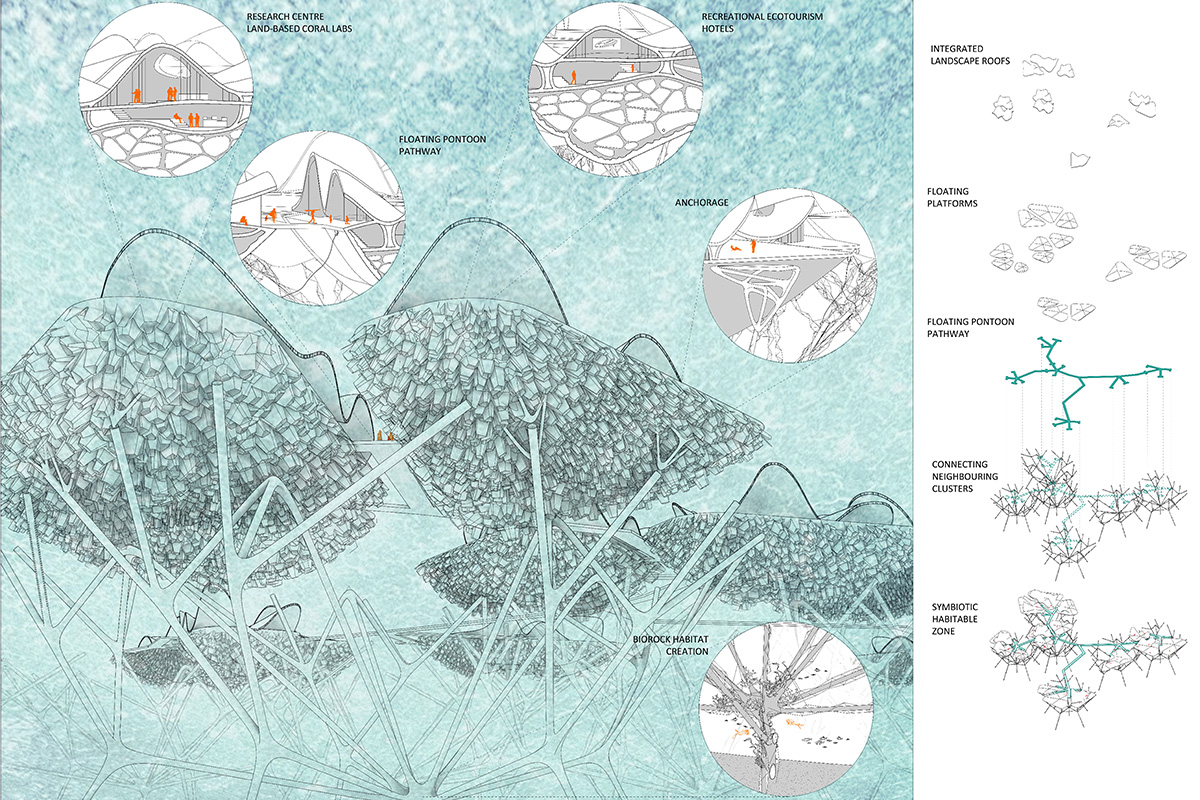 RESEARCH CENTRE
LAND-BASED CORAL LABS
RECREATIONAL ECOTOURISM
HOTELS
FLOATING PONTOON
PATHWAY
ANCHORAGE
BIOROCK HABITAT
CREATION
INTEGRATED
LANDSCAPE ROOFS
FLOATING
PLATFORMS
FLOATING PONTOON
PATHWAY
CONNECTING
NEIGHBOURING
CLUSTERS
SYMBIOTIC
HABITABLE
ZONE